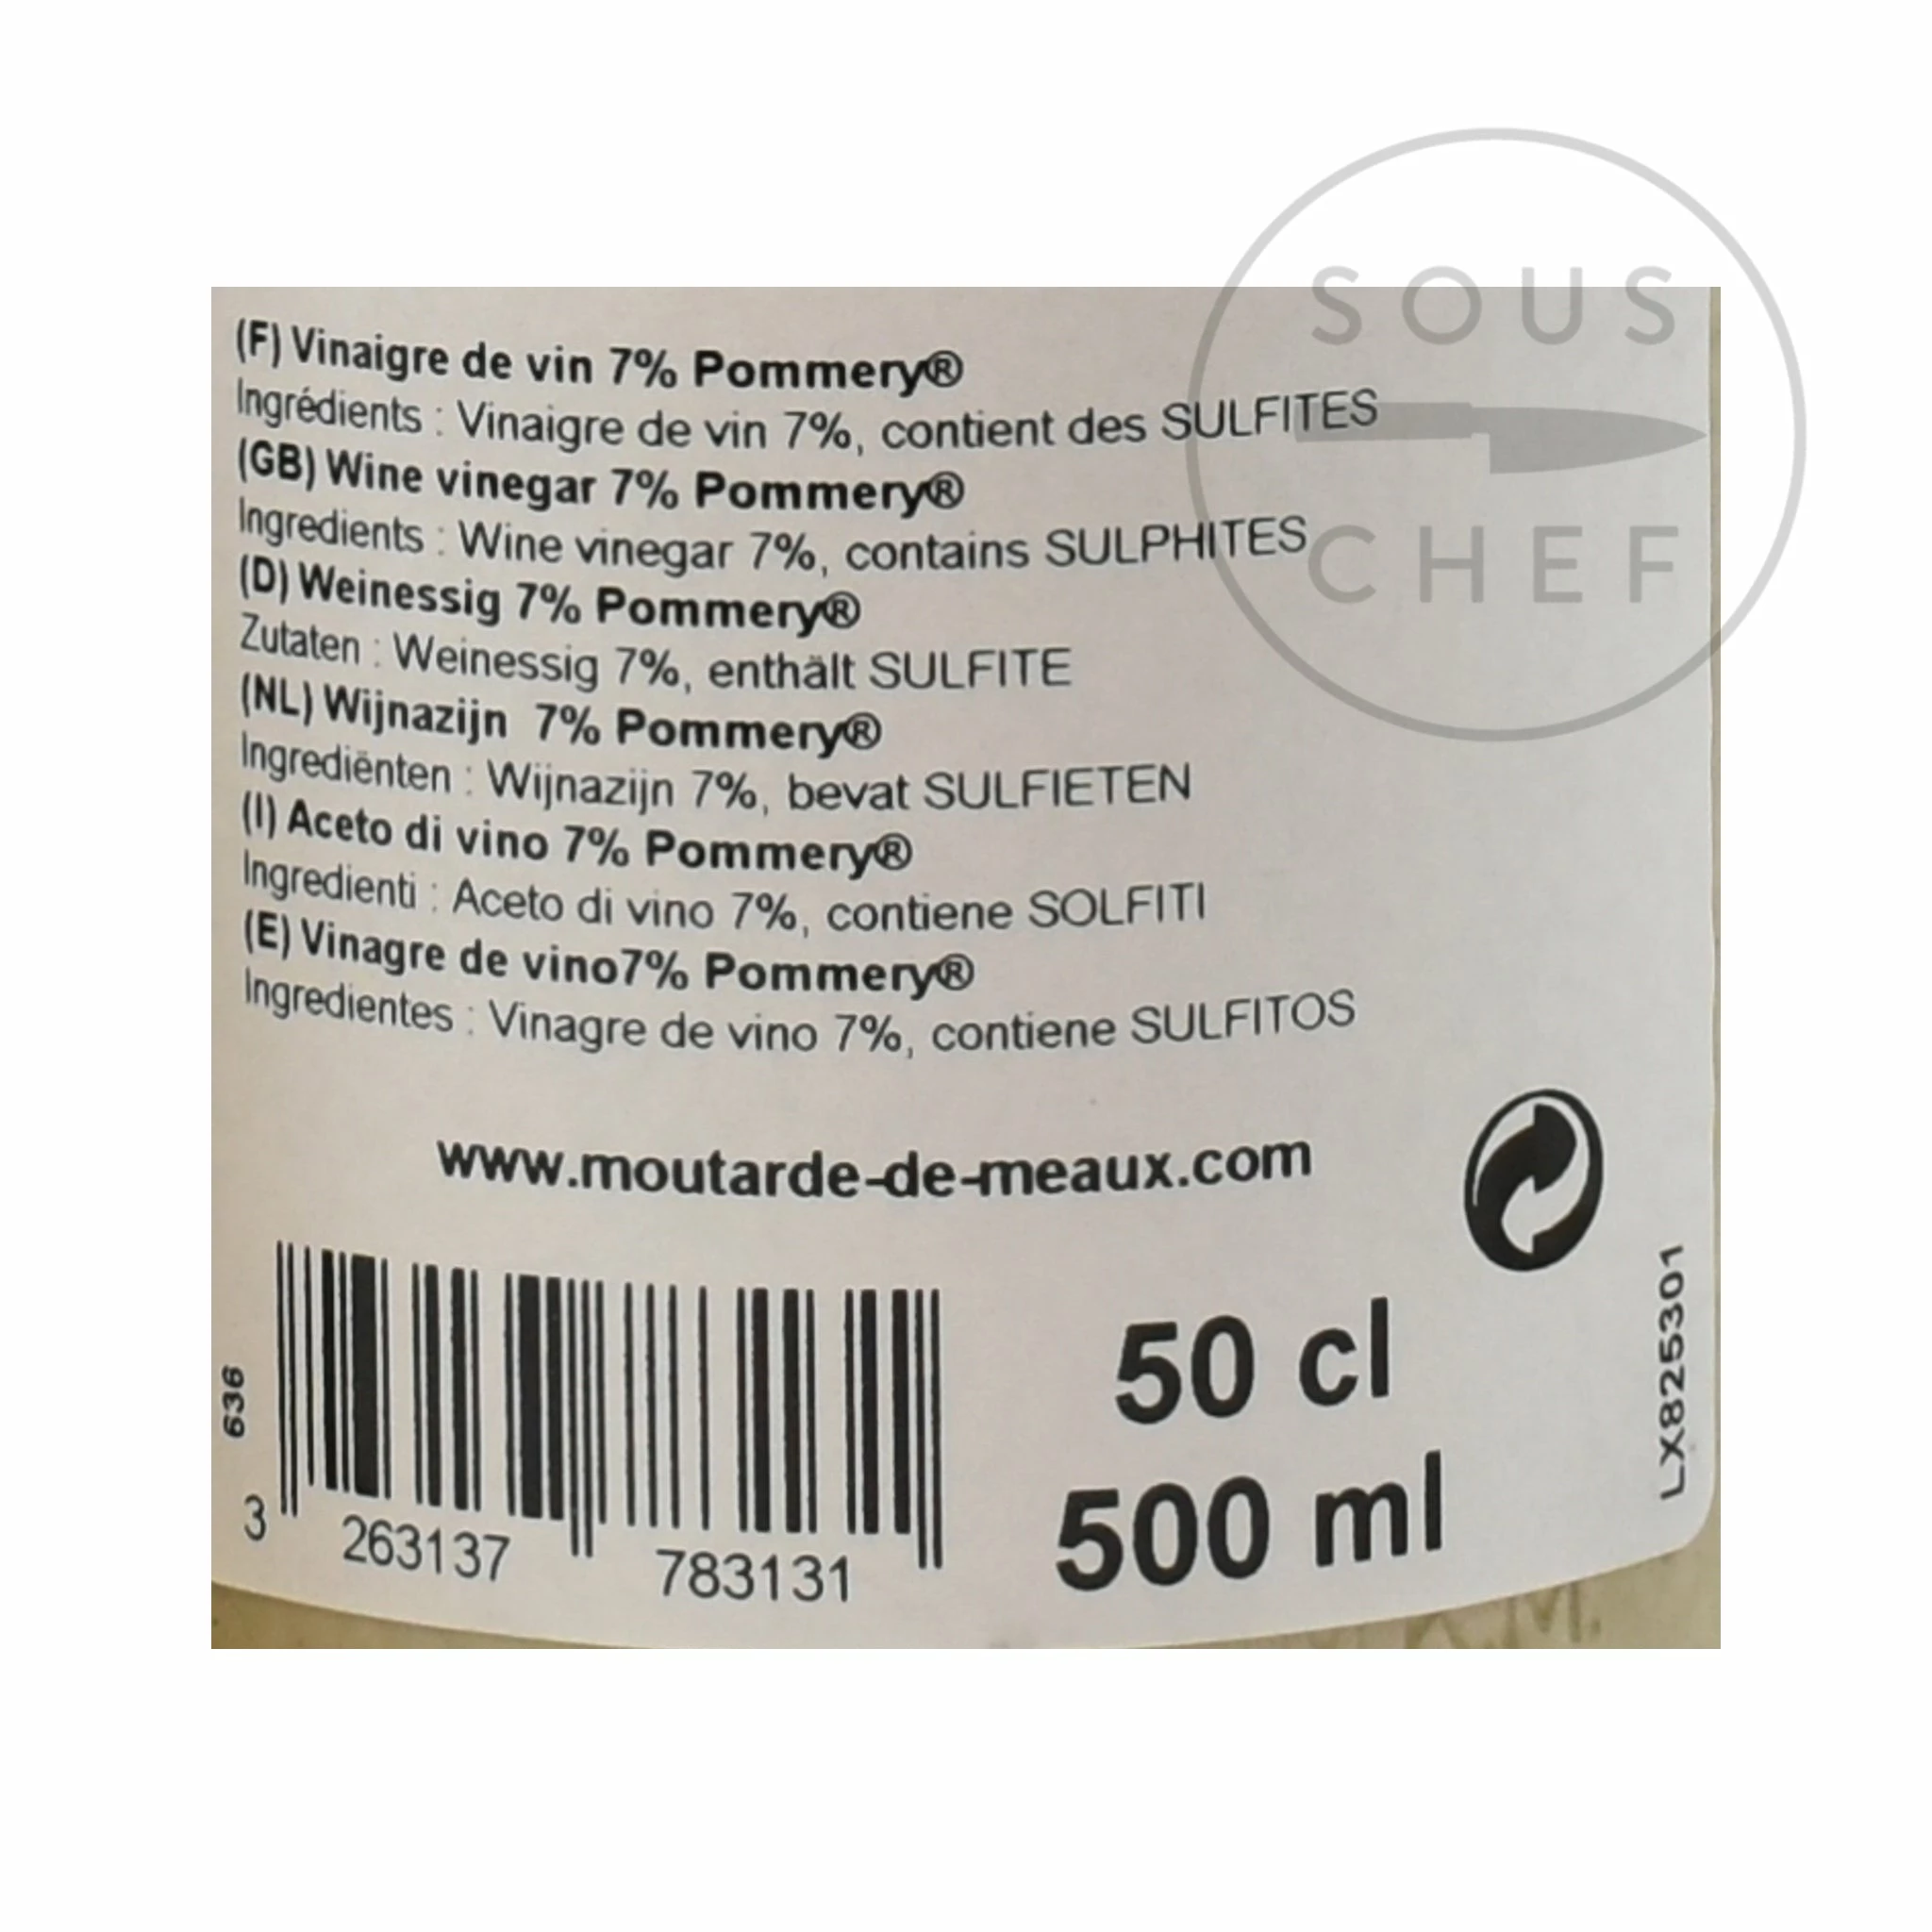 SOUS
CHEF
(F) Vinaigre de vin 7% Pommery®
Ingrédients : Vinaigre de vin 7%, contient des SULFITES
(GB) Wine vinegar 7% Pommery®
Ingredients : Wine vinegar 7%, contains SULPHITES
(D) Weinessig 7% Pommery®
Zutaten : Weinessig 7%, enthält SULFITE
(NL) Wijnazijn 7% Pommery®
Ingrediënten : Wijnazijn 7%, bevat SULFIETEN
(I) Aceto di vino 7% Pommery®
Ingredienti : Aceto di vino 7%, contiene SOLFITI
(E) Vinagre de vino7% Pommery®
Ingredientes : Vinagre de vino 7%, contiene SULFITOS
www.moutarde-de-meaux.com
636
3 263137 783131
50 cl
500 ml
LX825301